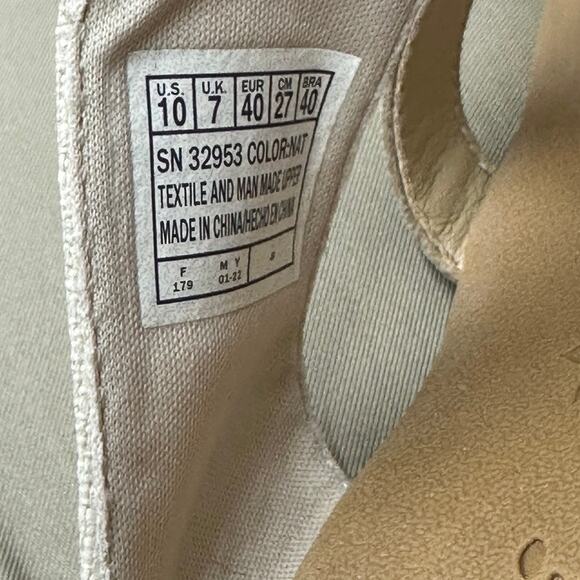 U.S. U.K. EUR CM BRA
10 7 40 27 40
SN 32953 COLOR:NAT
TEXTILE AND MAN MADE UPPER
MADE IN CHINA/HECHO EN CHINA
F M Y
179 01-22